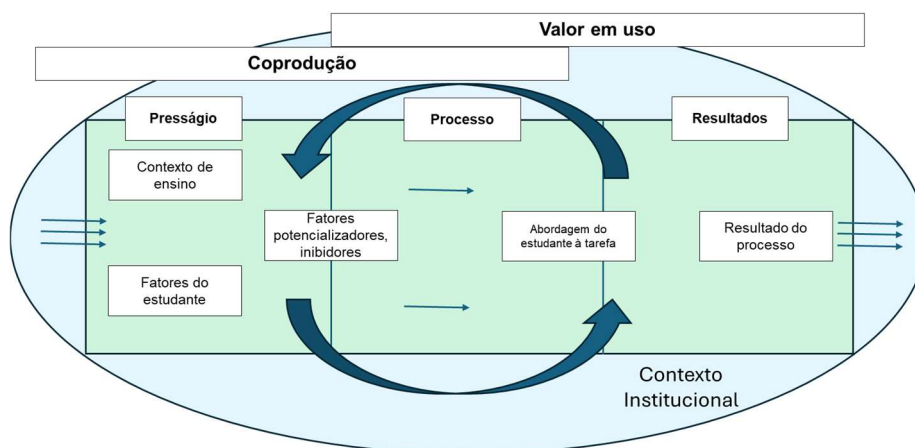 Valor em uso
Coprodução
Presságio
Processo
Resultados
Contexto de
ensino
Fatores
potencializadores,
inibidores
Abordagem do
estudante à tarefa
Resultado do
processo
Fatores do
estudante
Contexto
Institucional